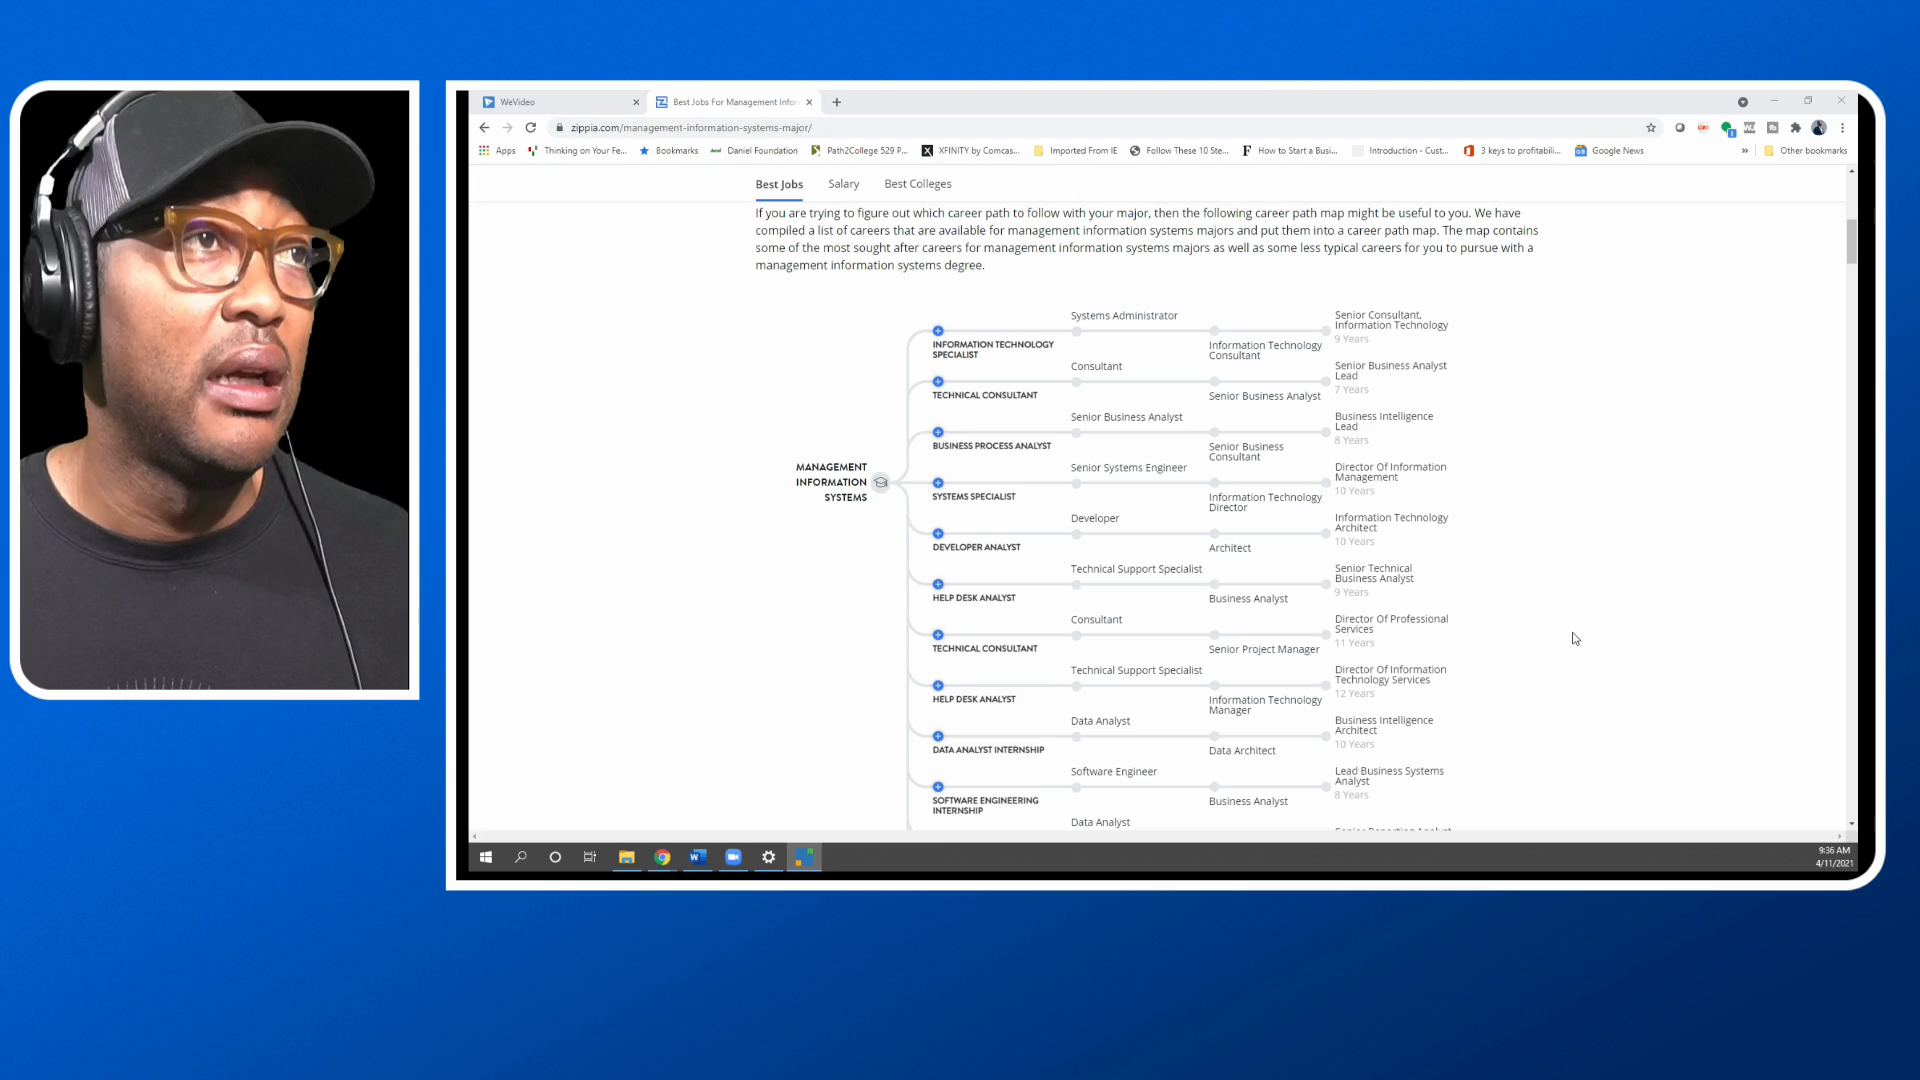 WeVideo
Best Jobs For Management Infor
zippia.com/management-information-systems-major/
Apps
Thinking on Your Fe...
Bookmarks
Daniel Foundation
Path2College 529 P...
XFINITY by Comcas...
Imported From IE
Follow These 10 Ste...
How to Start a Busi...
Introduction - Cust...
3 keys to profitabili...
Google News
»
Other bookmarks
Best Jobs
Salary
Best Colleges
If you are trying to figure out which career path to follow with your major, then the following career path map might be useful to you. We have
compiled a list of careers that are available for management information systems majors and put them into a career path map. The map contains
some of the most sought after careers for management information systems majors as well as some less typical careers for you to pursue with a
management information systems degree.
MANAGEMENT
INFORMATION
SYSTEMS
INFORMATION TECHNOLOGY
SPECIALIST
Systems Administrator
Information Technology
Consultant
Senior Consultant,
Information Technology
9 Years
TECHNICAL CONSULTANT
Consultant
Senior Business Analyst
Senior Business Analyst
Lead
7 Years
BUSINESS PROCESS ANALYST
Senior Business Analyst
Senior Business
Consultant
Business Intelligence
Lead
8 Years
SYSTEMS SPECIALIST
Senior Systems Engineer
Information Technology
Director
Director Of Information
Management
10 Years
DEVELOPER ANALYST
Developer
Architect
Information Technology
Architect
10 Years
HELP DESK ANALYST
Technical Support Specialist
Business Analyst
Senior Technical
Business Analyst
9 Years
TECHNICAL CONSULTANT
Consultant
Senior Project Manager
Director Of Professional
Services
11 Years
HELP DESK ANALYST
Technical Support Specialist
Information Technology
Manager
Director Of Information
Technology Services
12 Years
DATA ANALYST INTERNSHIP
Data Analyst
Data Architect
Business Intelligence
Architect
10 Years
SOFTWARE ENGINEERING
INTERNSHIP
Software Engineer
Business Analyst
Lead Business Systems
Analyst
8 Years
Data Analyst
9:36 AM
4/11/2021